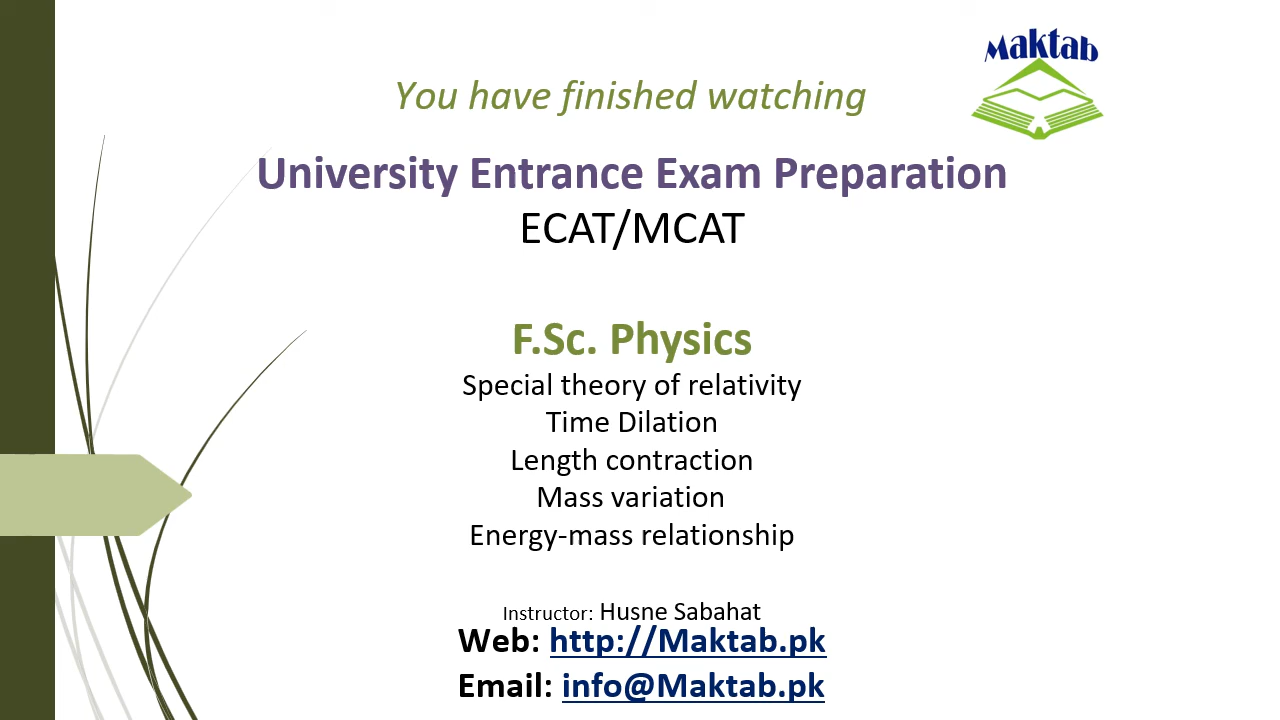 Maktab
You have finished watching
University Entrance Exam Preparation
ECAT/MCAT
F.Sc. Physics
Special theory of relativity
Time Dilation
Length contraction
Mass variation
Energy-mass relationship
Instructor: Husne Sabahat
Web: http://Maktab.pk
Email: info@Maktab.pk